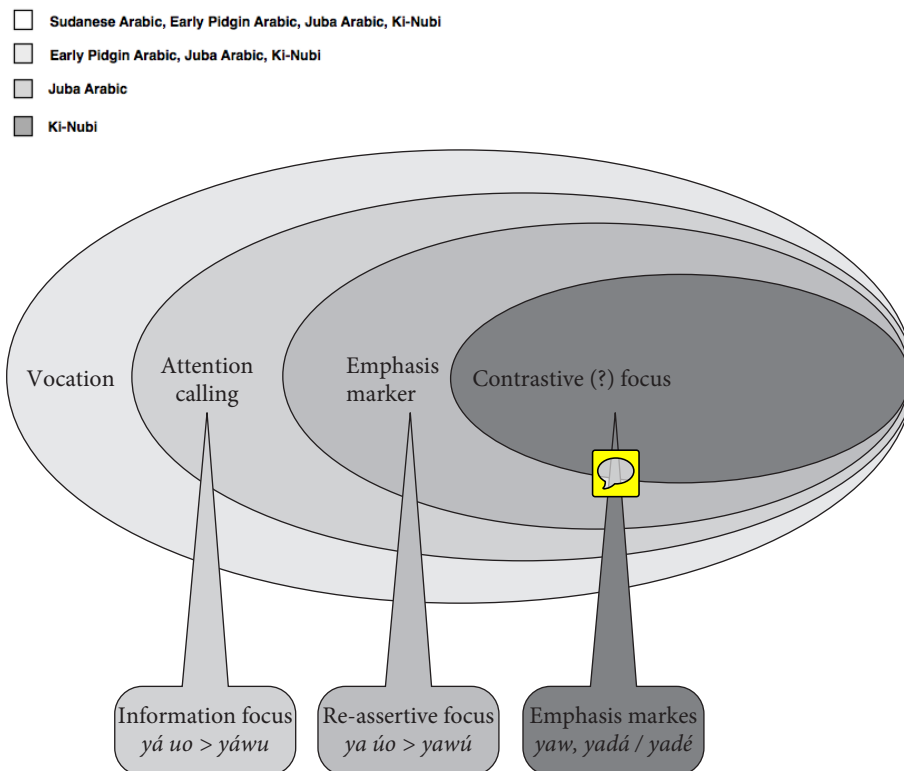 Sudanese Arabic, Early Pidgin Arabic, Juba Arabic, Ki-Nubi
Early Pidgin Arabic, Juba Arabic, Ki-Nubi
Juba Arabic
Ki-Nubi
Vocation
Attention
calling
Emphasis
marker
Contrastive (?) focus
Information focus
yá uo > yáwu
Re-assertive focus
ya úo > yawú
Emphasis markes
yaw, yadá / yadé